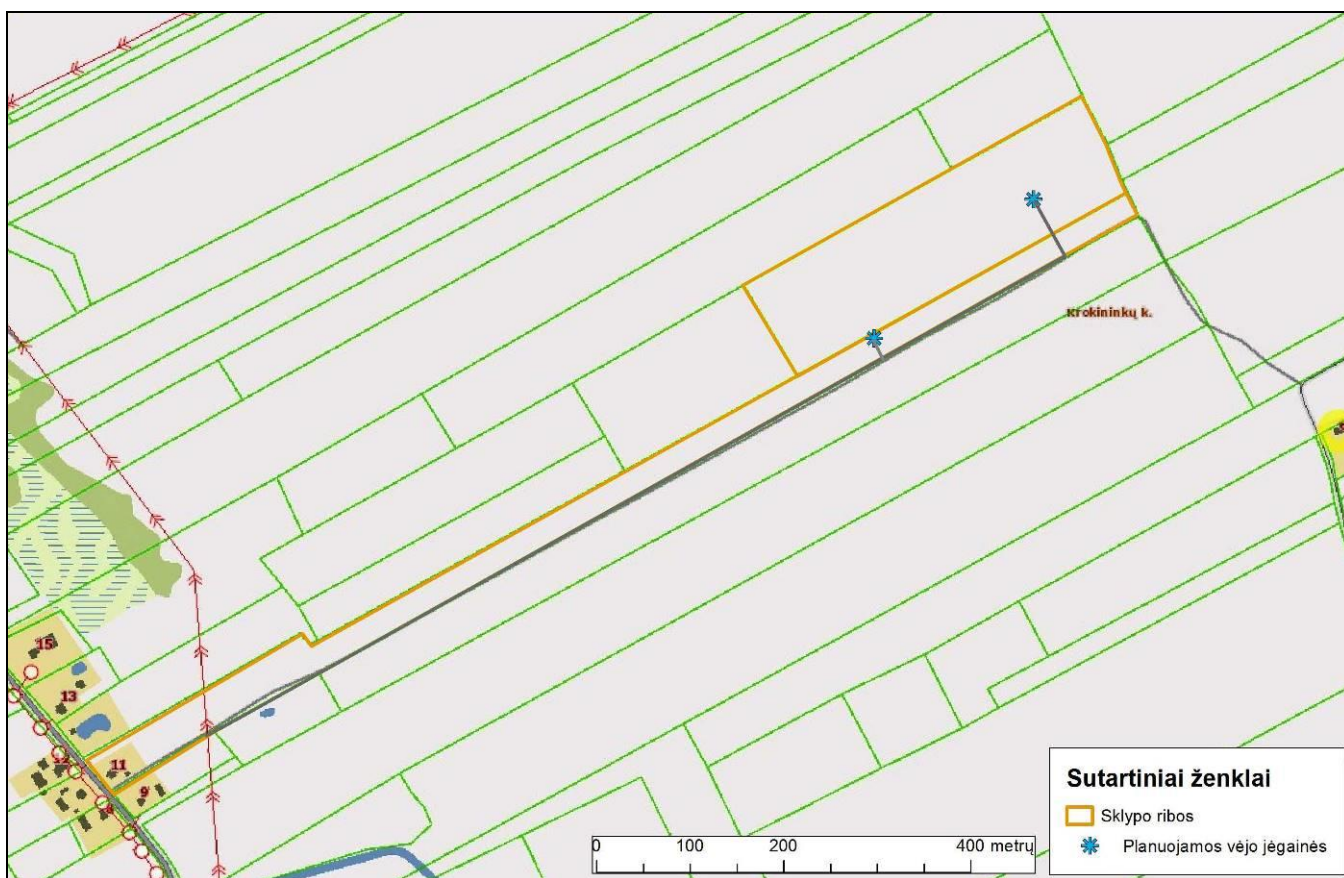 Krokininkų k.
15
13
12
11
9
8
Sutartiniai ženklai
Sklypo ribos
Planuojamos vėjo jėgainės
0 100 200 400 metrų